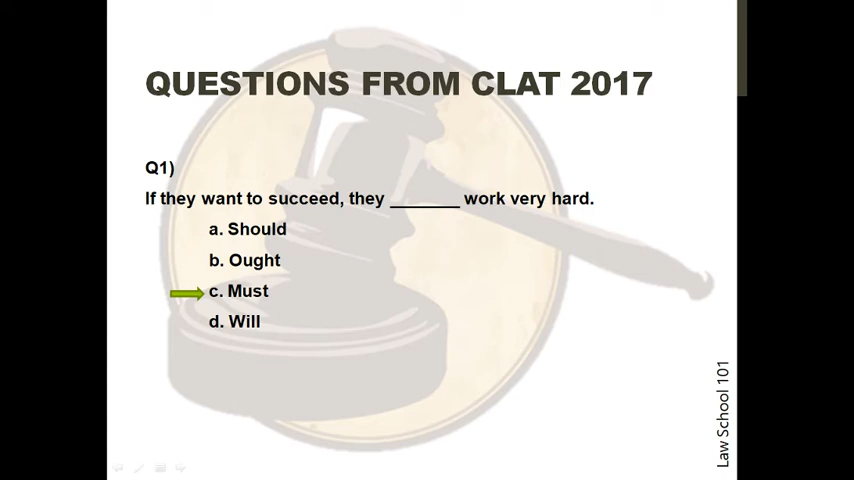 QUESTIONS FROM CLAT 2017
Q1)
If they want to succeed, they _______ work very hard.
a. Should
b. Ought
c. Must
d. Will
Law School 101